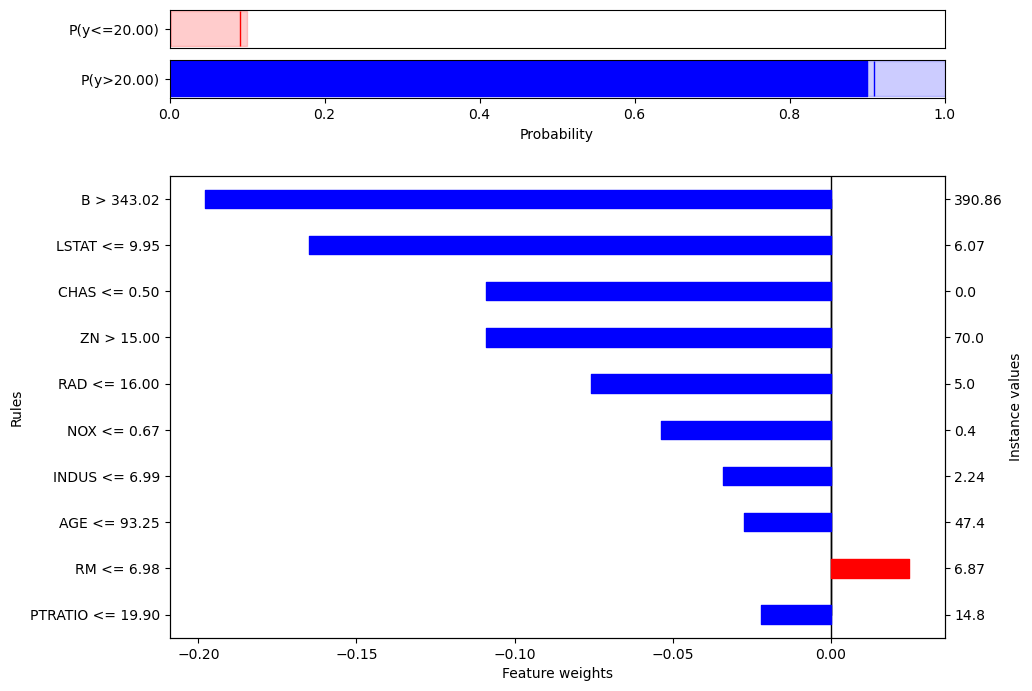 P(y<=20.00)
P(y>20.00)
0.0 0.2 0.4 0.6 0.8 1.0
Probability
B > 343.02 390.86
LSTAT <= 9.95 6.07
CHAS <= 0.50 0.0
ZN > 15.00 70.0
RAD <= 16.00 5.0
NOX <= 0.67 0.4
INDUS <= 6.99 2.24
AGE <= 93.25 47.4
RM <= 6.98 6.87
PTRATIO <= 19.90 14.8
Rules
Instance values
−0.20 −0.15 −0.10 −0.05 0.00
Feature weights